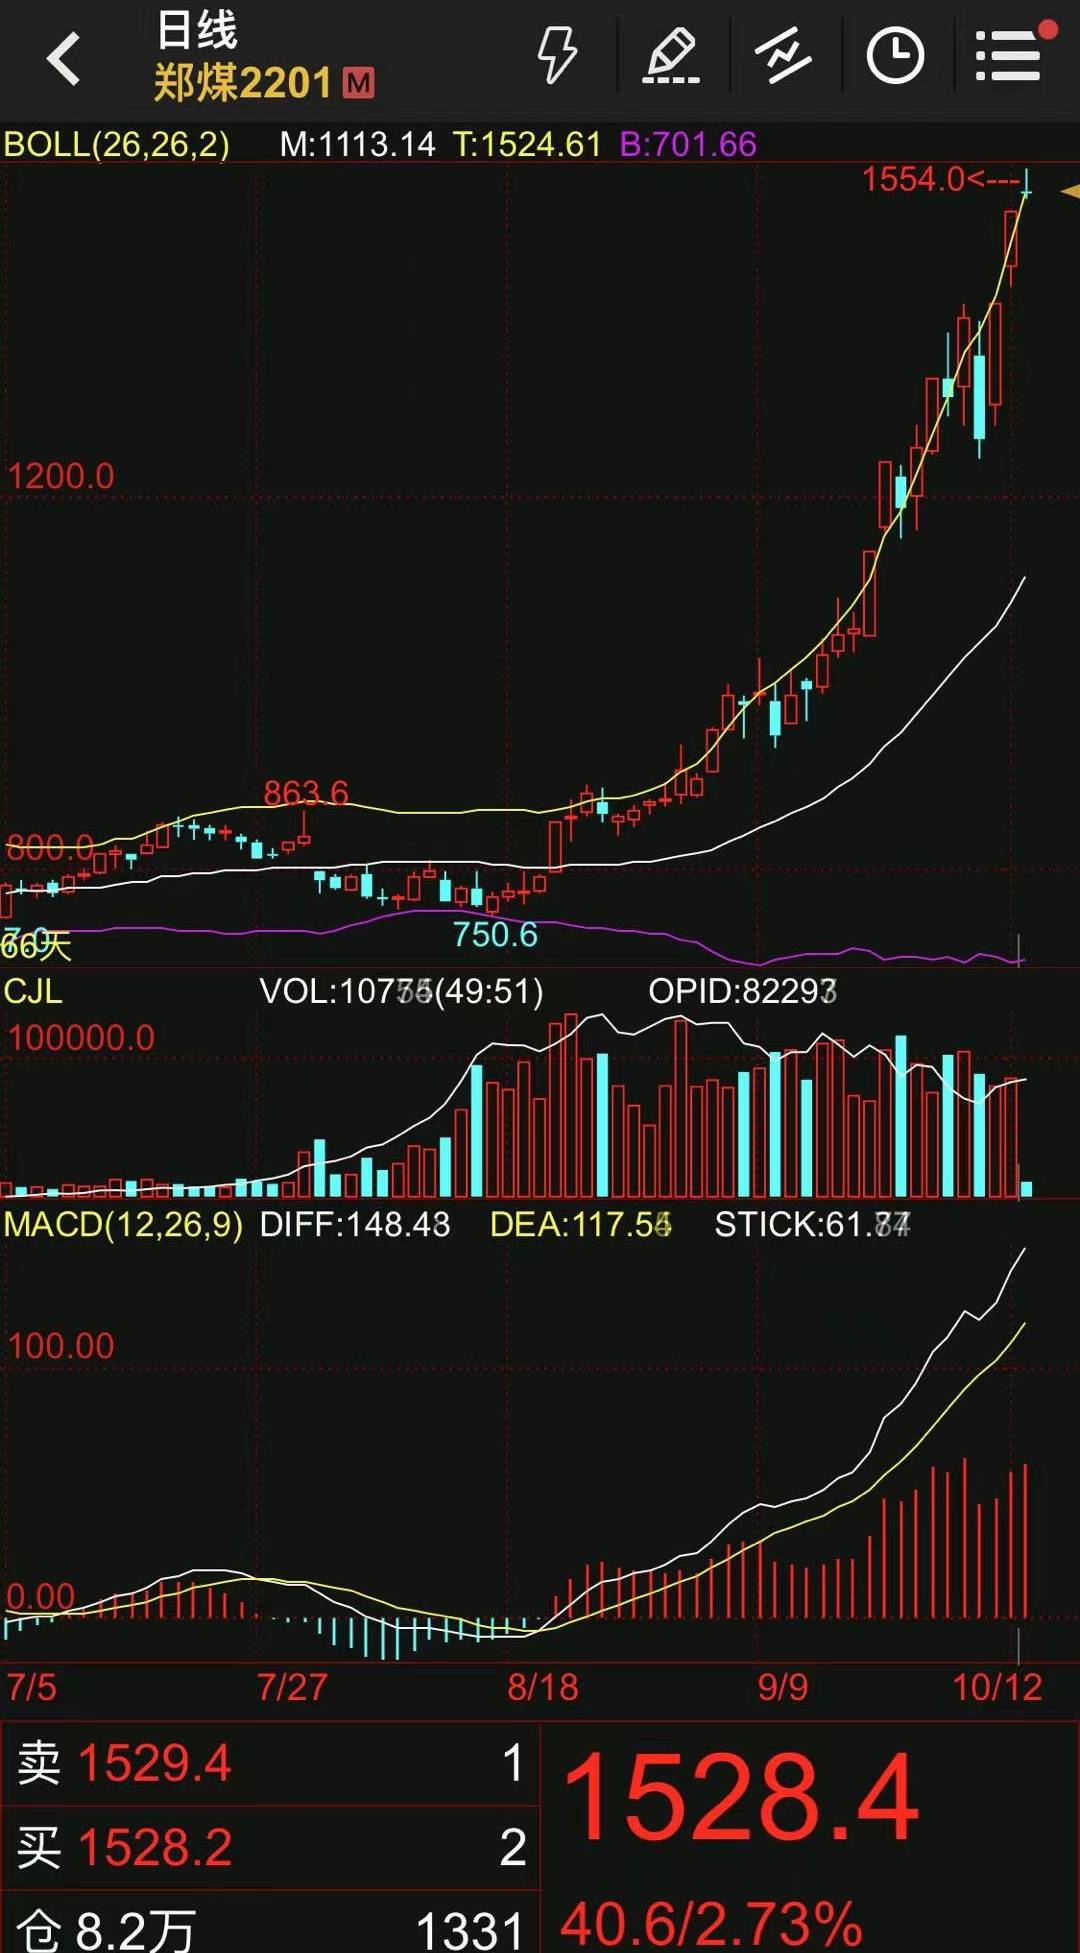 日线
郑煤2201 M
BOLL(26,26,2) M:1113.14 T:1524.61 B:701.66
1554.0<---
1200.0
863.6
800.0
750.6
66天
CJL VOL:107 (49:51) OPID:8229
100000.0
MACD(12,26,9) DIFF:148.48 DEA:117.5 STICK:61.
100.00
0.00
7/5 7/27 8/18 9/9 10/12
卖 1529.4 1
买 1528.2 2
仓 8.2万 1331
1528.4
40.6/2.73%